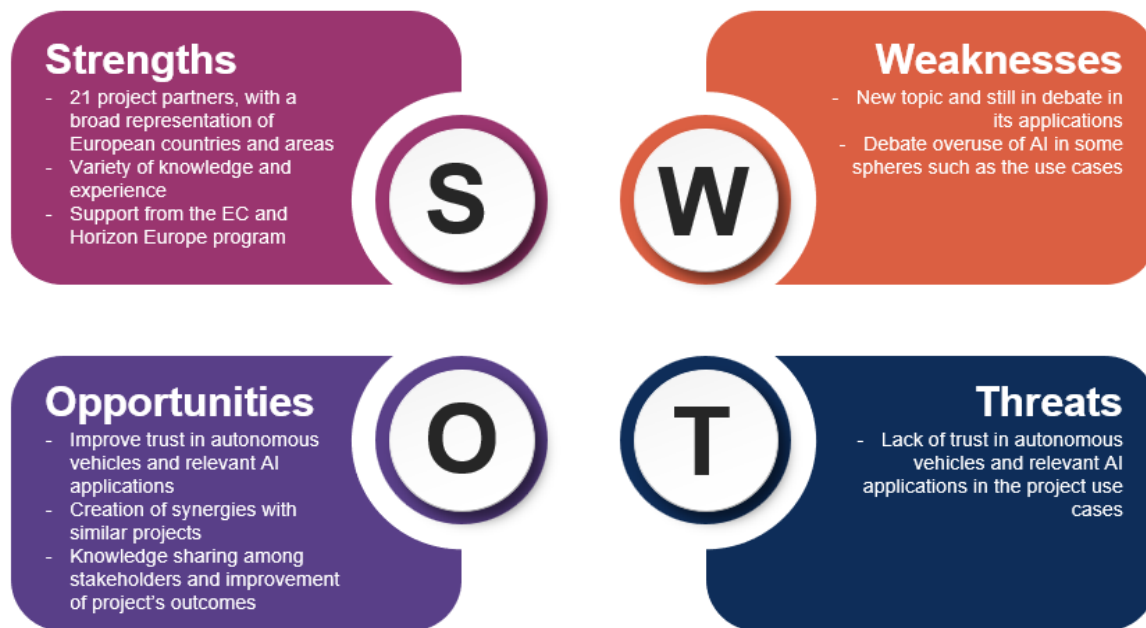 Strengths
- 21 project partners, with a
broad representation of
European countries and areas
- Variety of knowledge and
experience
- Support from the EC and
Horizon Europe program
S
W
Weaknesses
- New topic and still in debate in
its applications
- Debate overuse of AI in some
spheres such as the use cases
Opportunities
- Improve trust in autonomous
vehicles and relevant AI
applications
- Creation of synergies with
similar projects
- Knowledge sharing among
stakeholders and improvement
of project's outcomes
O
T
Threats
- Lack of trust in autonomous
vehicles and relevant AI
applications in the project use
cases